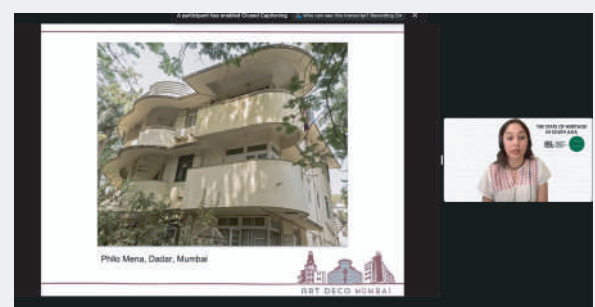 A participant has enabled Closed Captioning
Who can see this transcript? Recording On
THE STATE OF HERITAGE
IN SOUTH ASIA
Philo Mena, Dadar, Mumbai
ART DECO MUMBAI